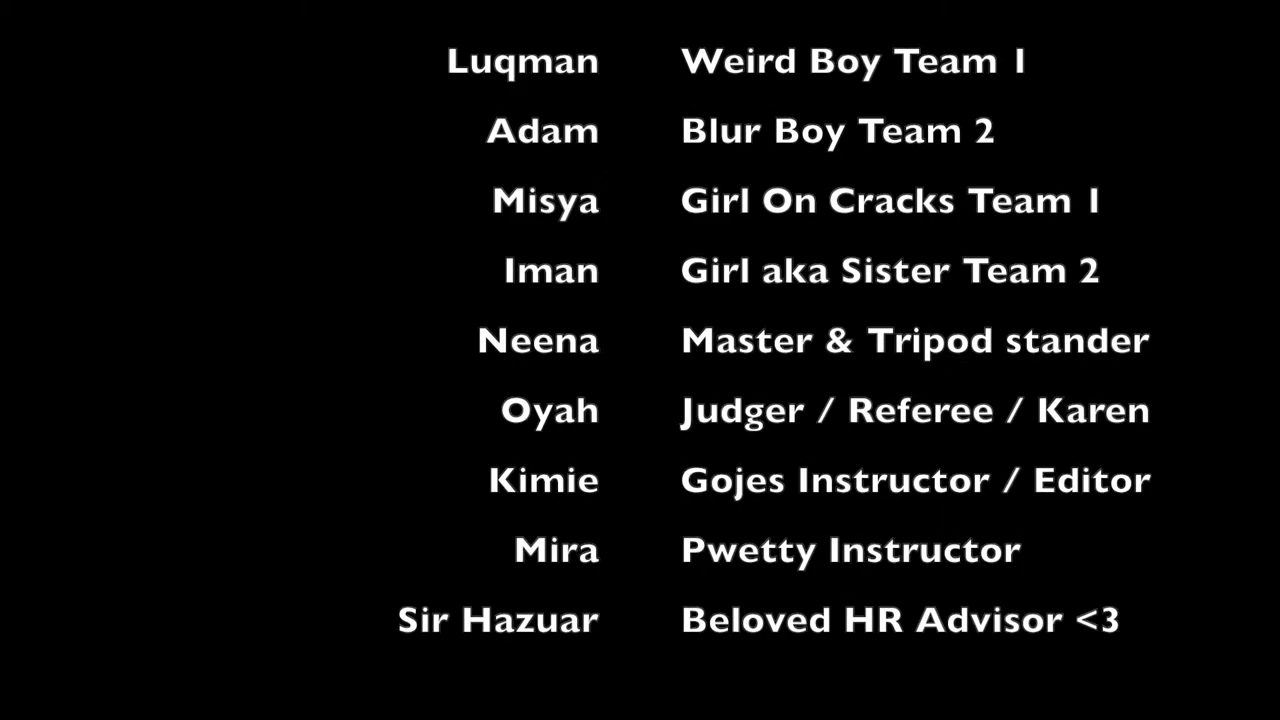 Luqman Weird Boy Team 1
Adam Blur Boy Team 2
Misya Girl On Cracks Team 1
Iman Girl aka Sister Team 2
Neena Master & Tripod stander
Oyah Judger / Referee / Karen
Kimie Gojes Instructor / Editor
Mira Pwetty Instructor
Sir Hazuar Beloved HR Advisor <3